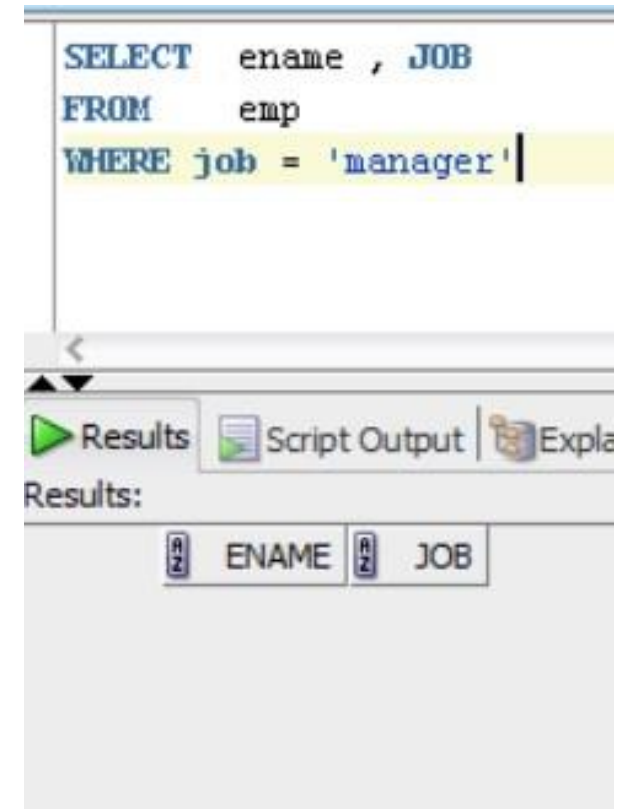 SELECT ename , JOB
FROM emp
WHERE job = 'manager'
Results Script Output Expla
Results:
ENAME JOB